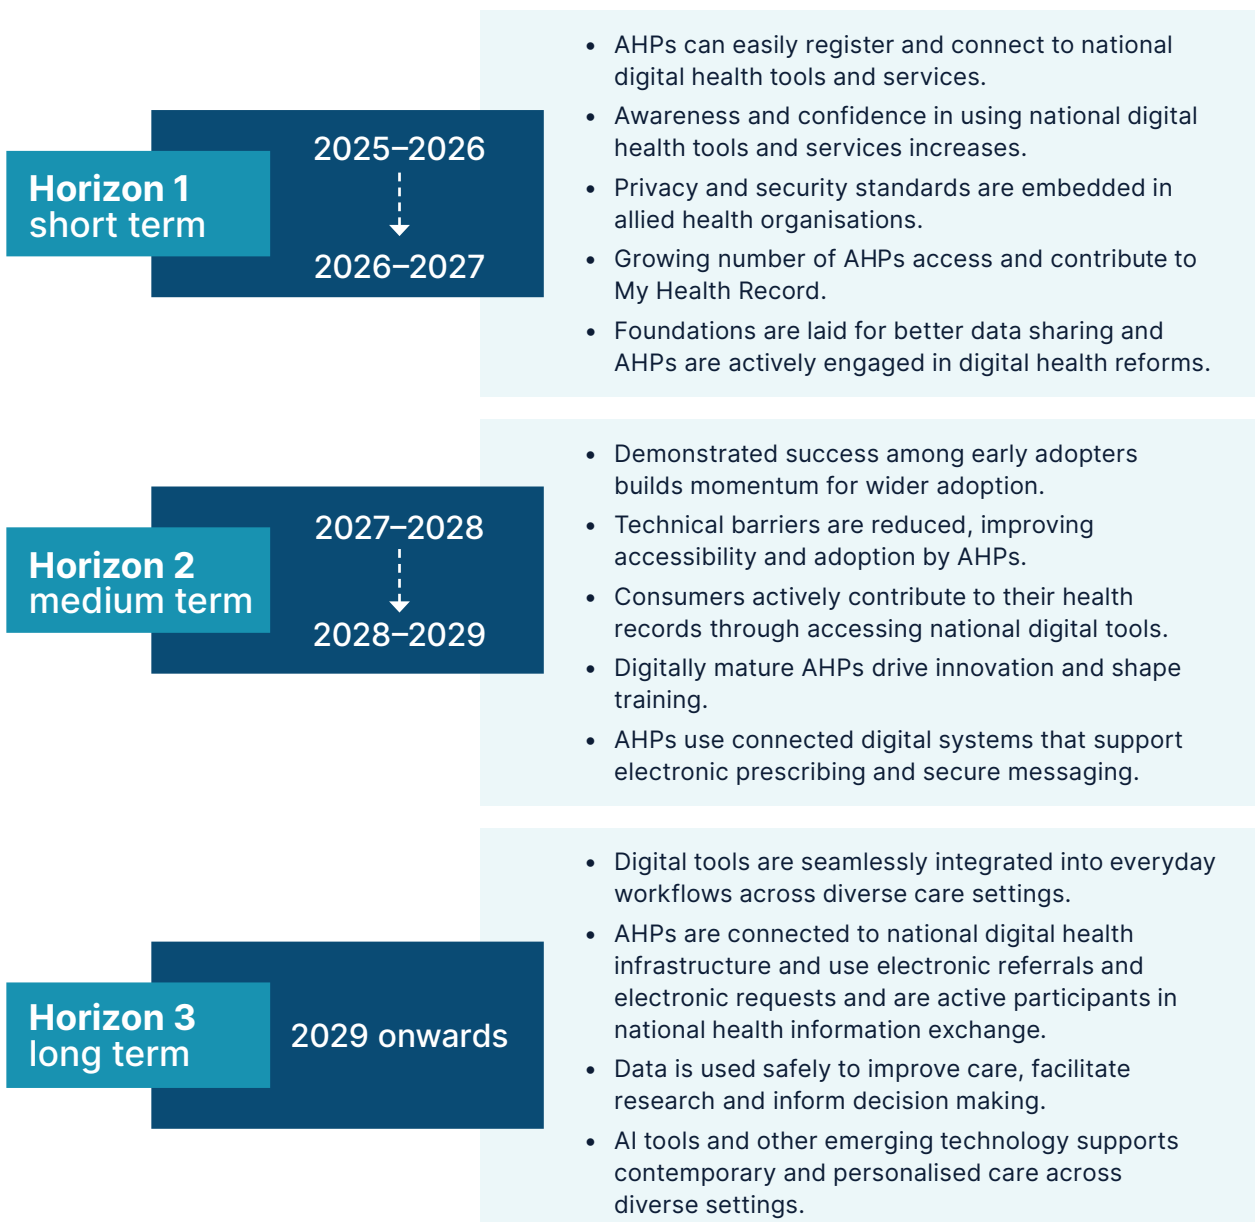 Horizon 1
short term
2025–2026
2026–2027
• AHPs can easily register and connect to national
digital health tools and services.
• Awareness and confidence in using national digital
health tools and services increases.
• Privacy and security standards are embedded in
allied health organisations.
• Growing number of AHPs access and contribute to
My Health Record.
• Foundations are laid for better data sharing and
AHPs are actively engaged in digital health reforms.
Horizon 2
medium term
2027–2028
2028–2029
• Demonstrated success among early adopters
builds momentum for wider adoption.
• Technical barriers are reduced, improving
accessibility and adoption by AHPs.
• Consumers actively contribute to their health
records through accessing national digital tools.
• Digitally mature AHPs drive innovation and shape
training.
• AHPs use connected digital systems that support
electronic prescribing and secure messaging.
Horizon 3
long term
2029 onwards
• Digital tools are seamlessly integrated into everyday
workflows across diverse care settings.
• AHPs are connected to national digital health
infrastructure and use electronic referrals and
electronic requests and are active participants in
national health information exchange.
• Data is used safely to improve care, facilitate
research and inform decision making.
• AI tools and other emerging technology supports
contemporary and personalised care across
diverse settings.